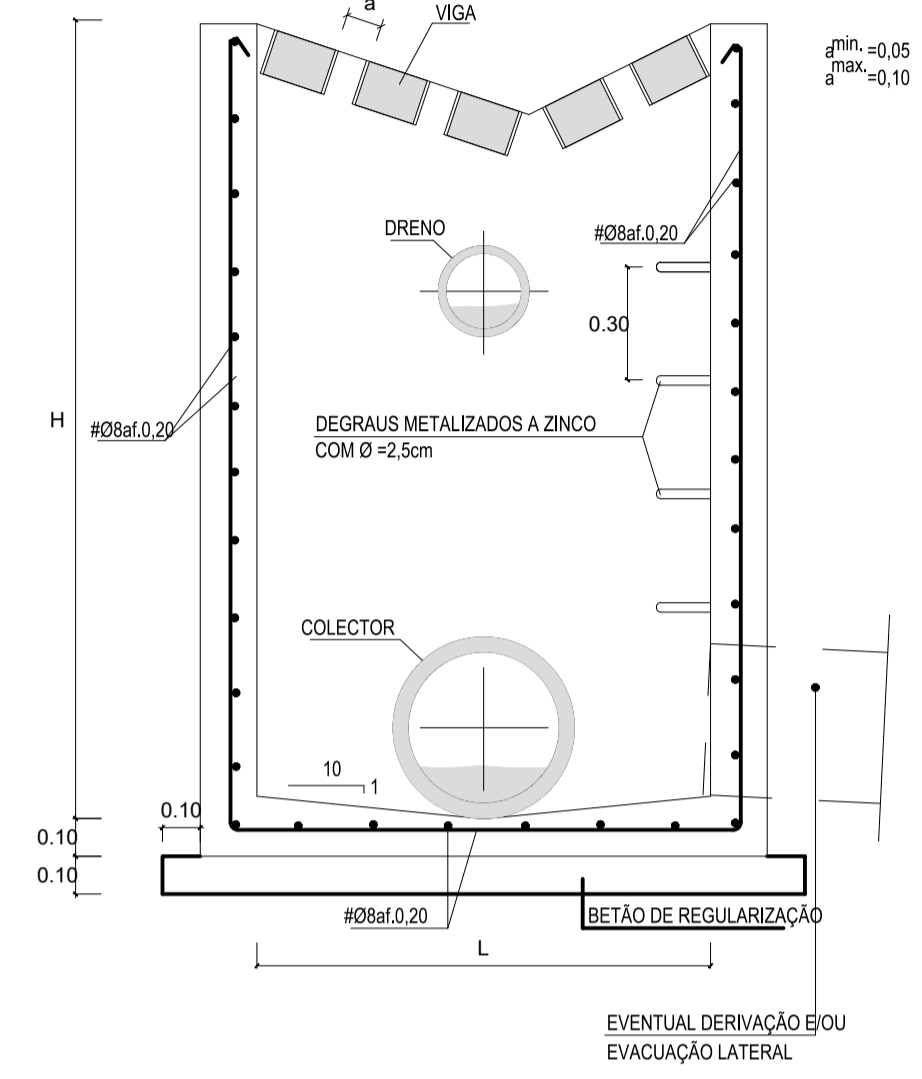 a
VIGA
amin. =0,05
amax. =0,10
DRENO
#Ø8af.0,20
0.30
H
#Ø8af.0,20
DEGRAUS METALIZADOS A ZINCO
COM Ø =2,5cm
COLECTOR
10
1
0.10
0.10
0.10
#Ø8af.0,20
BETÃO DE REGULARIZAÇÃO
L
EVENTUAL DERIVAÇÃO E/OU
EVACUAÇÃO LATERAL